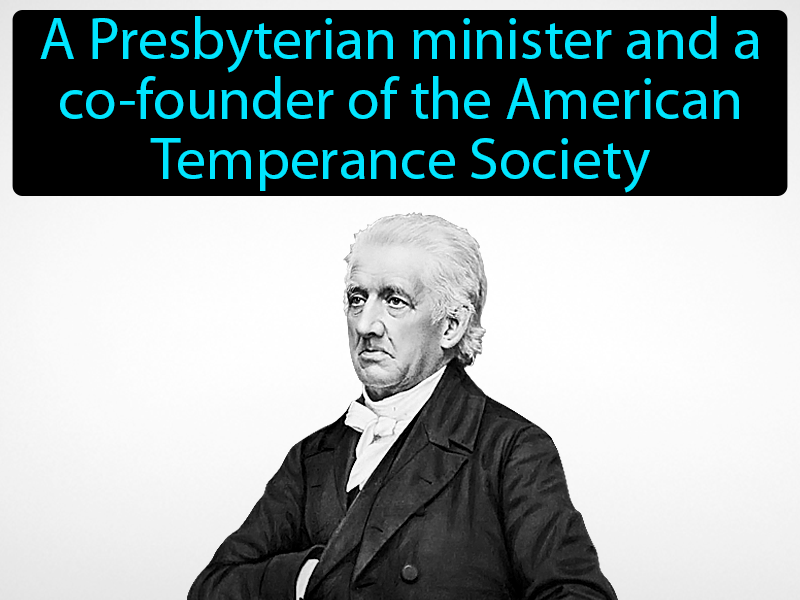 A Presbyterian minister and a
co-founder of the American
Temperance Society